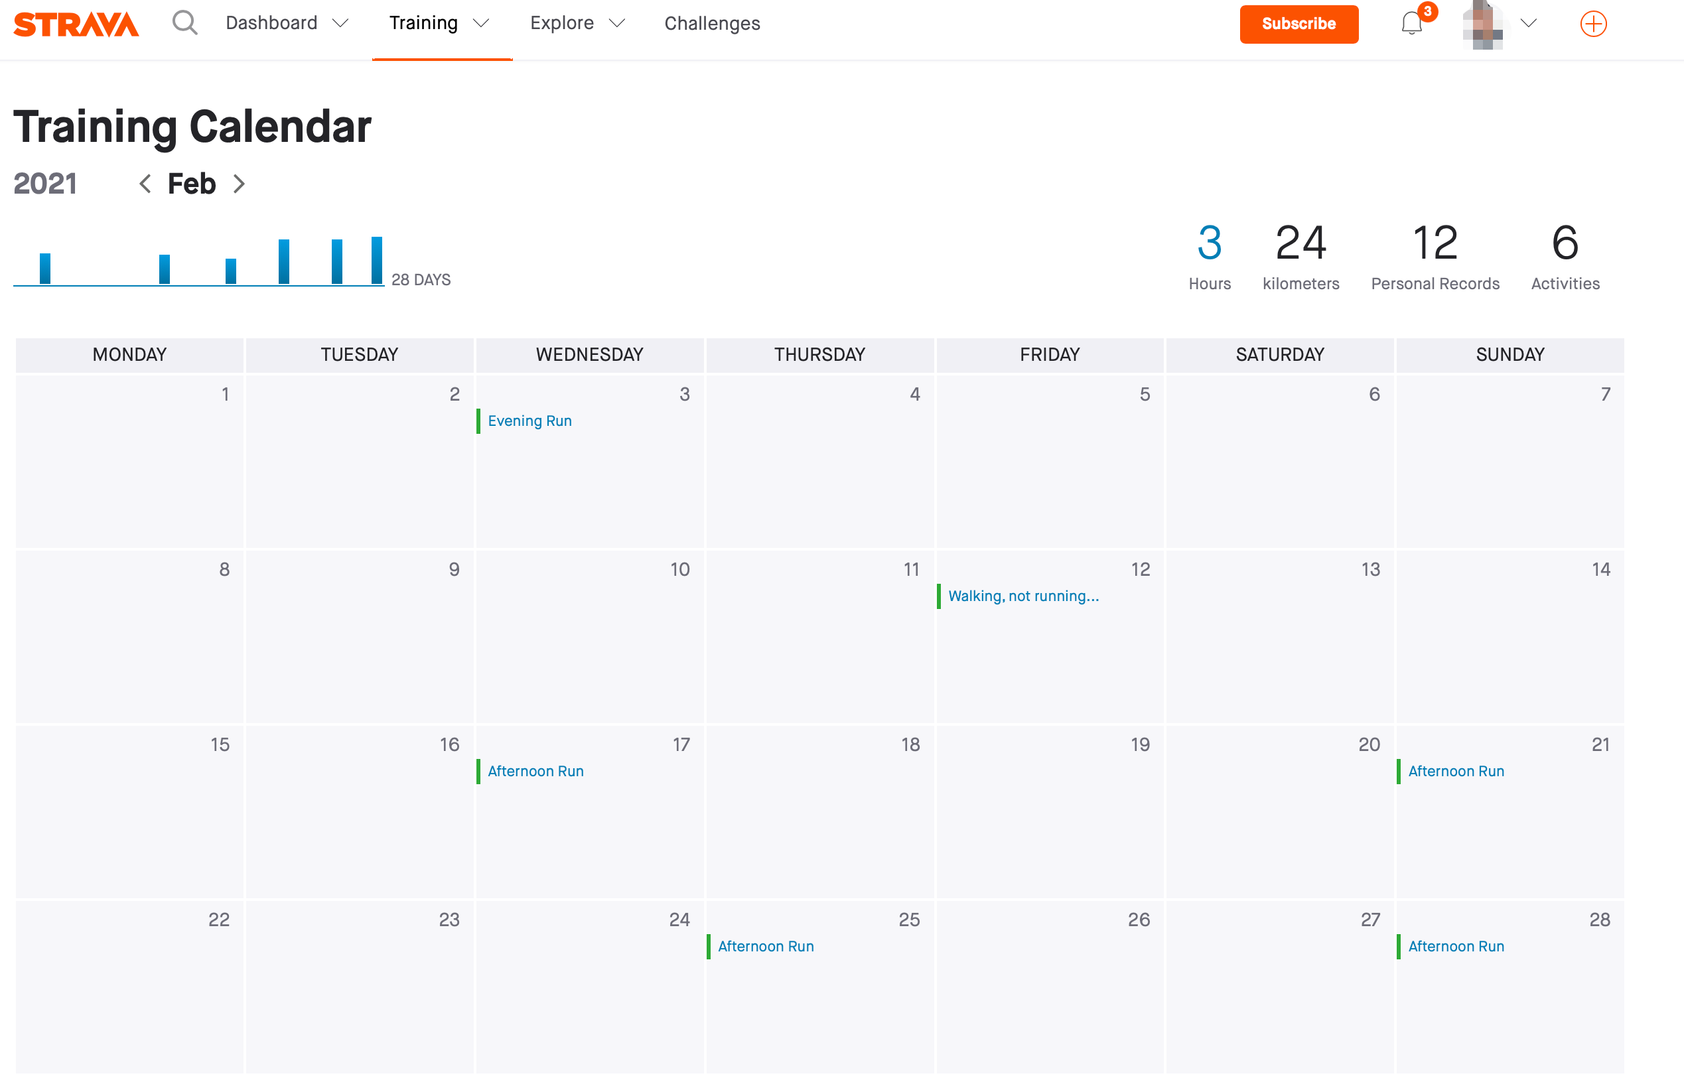 STRAVA Dashboard Training Explore Challenges Subscribe 3
Training Calendar
2021 Feb
28 DAYS
3 24 12 6
Hours kilometers Personal Records Activities
MONDAY TUESDAY WEDNESDAY THURSDAY FRIDAY SATURDAY SUNDAY
1 2 3 4 5 6 7
Evening Run
8 9 10 11 12 13 14
Walking, not running...
15 16 17 18 19 20 21
Afternoon Run Afternoon Run
22 23 24 25 26 27 28
Afternoon Run Afternoon Run